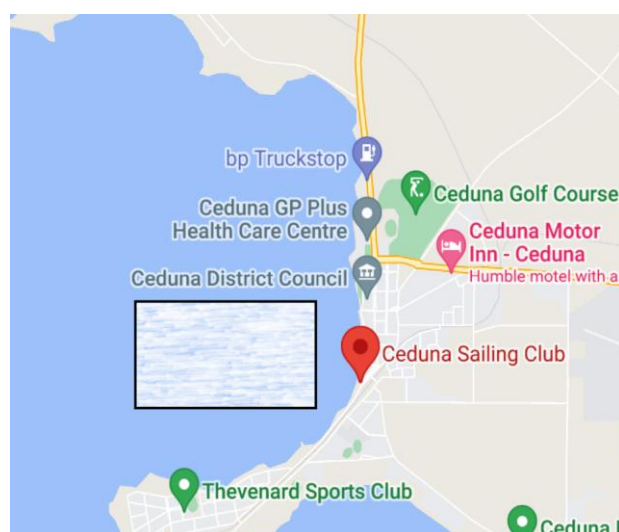 bp Truckstop
Ceduna Golf Course
Ceduna GP Plus
Health Care Centre
Ceduna Motor
Inn - Ceduna
Humble motel with a
Ceduna District Council
Ceduna Sailing Club
Thevenard Sports Club
Ceduna